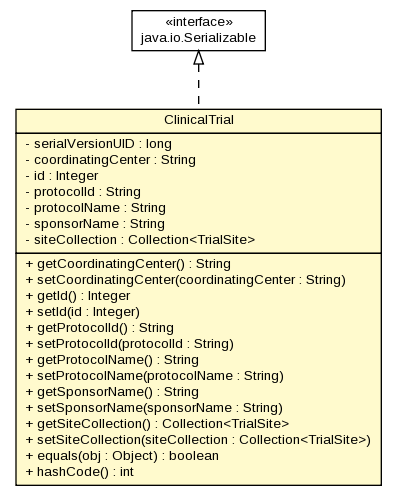 «interface»
java.io.Serializable
ClinicalTrial
- serialVersionUID : long
- coordinatingCenter : String
- id : Integer
- protocolId : String
- protocolName : String
- sponsorName : String
- siteCollection : Collection<TrialSite>
+ getCoordinatingCenter() : String
+ setCoordinatingCenter(coordinatingCenter : String)
+ getId() : Integer
+ setId(id : Integer)
+ getProtocolId() : String
+ setProtocolId(protocolId : String)
+ getProtocolName() : String
+ setProtocolName(protocolName : String)
+ getSponsorName() : String
+ setSponsorName(sponsorName : String)
+ getSiteCollection() : Collection<TrialSite>
+ setSiteCollection(siteCollection : Collection<TrialSite>)
+ equals(obj : Object) : boolean
+ hashCode() : int